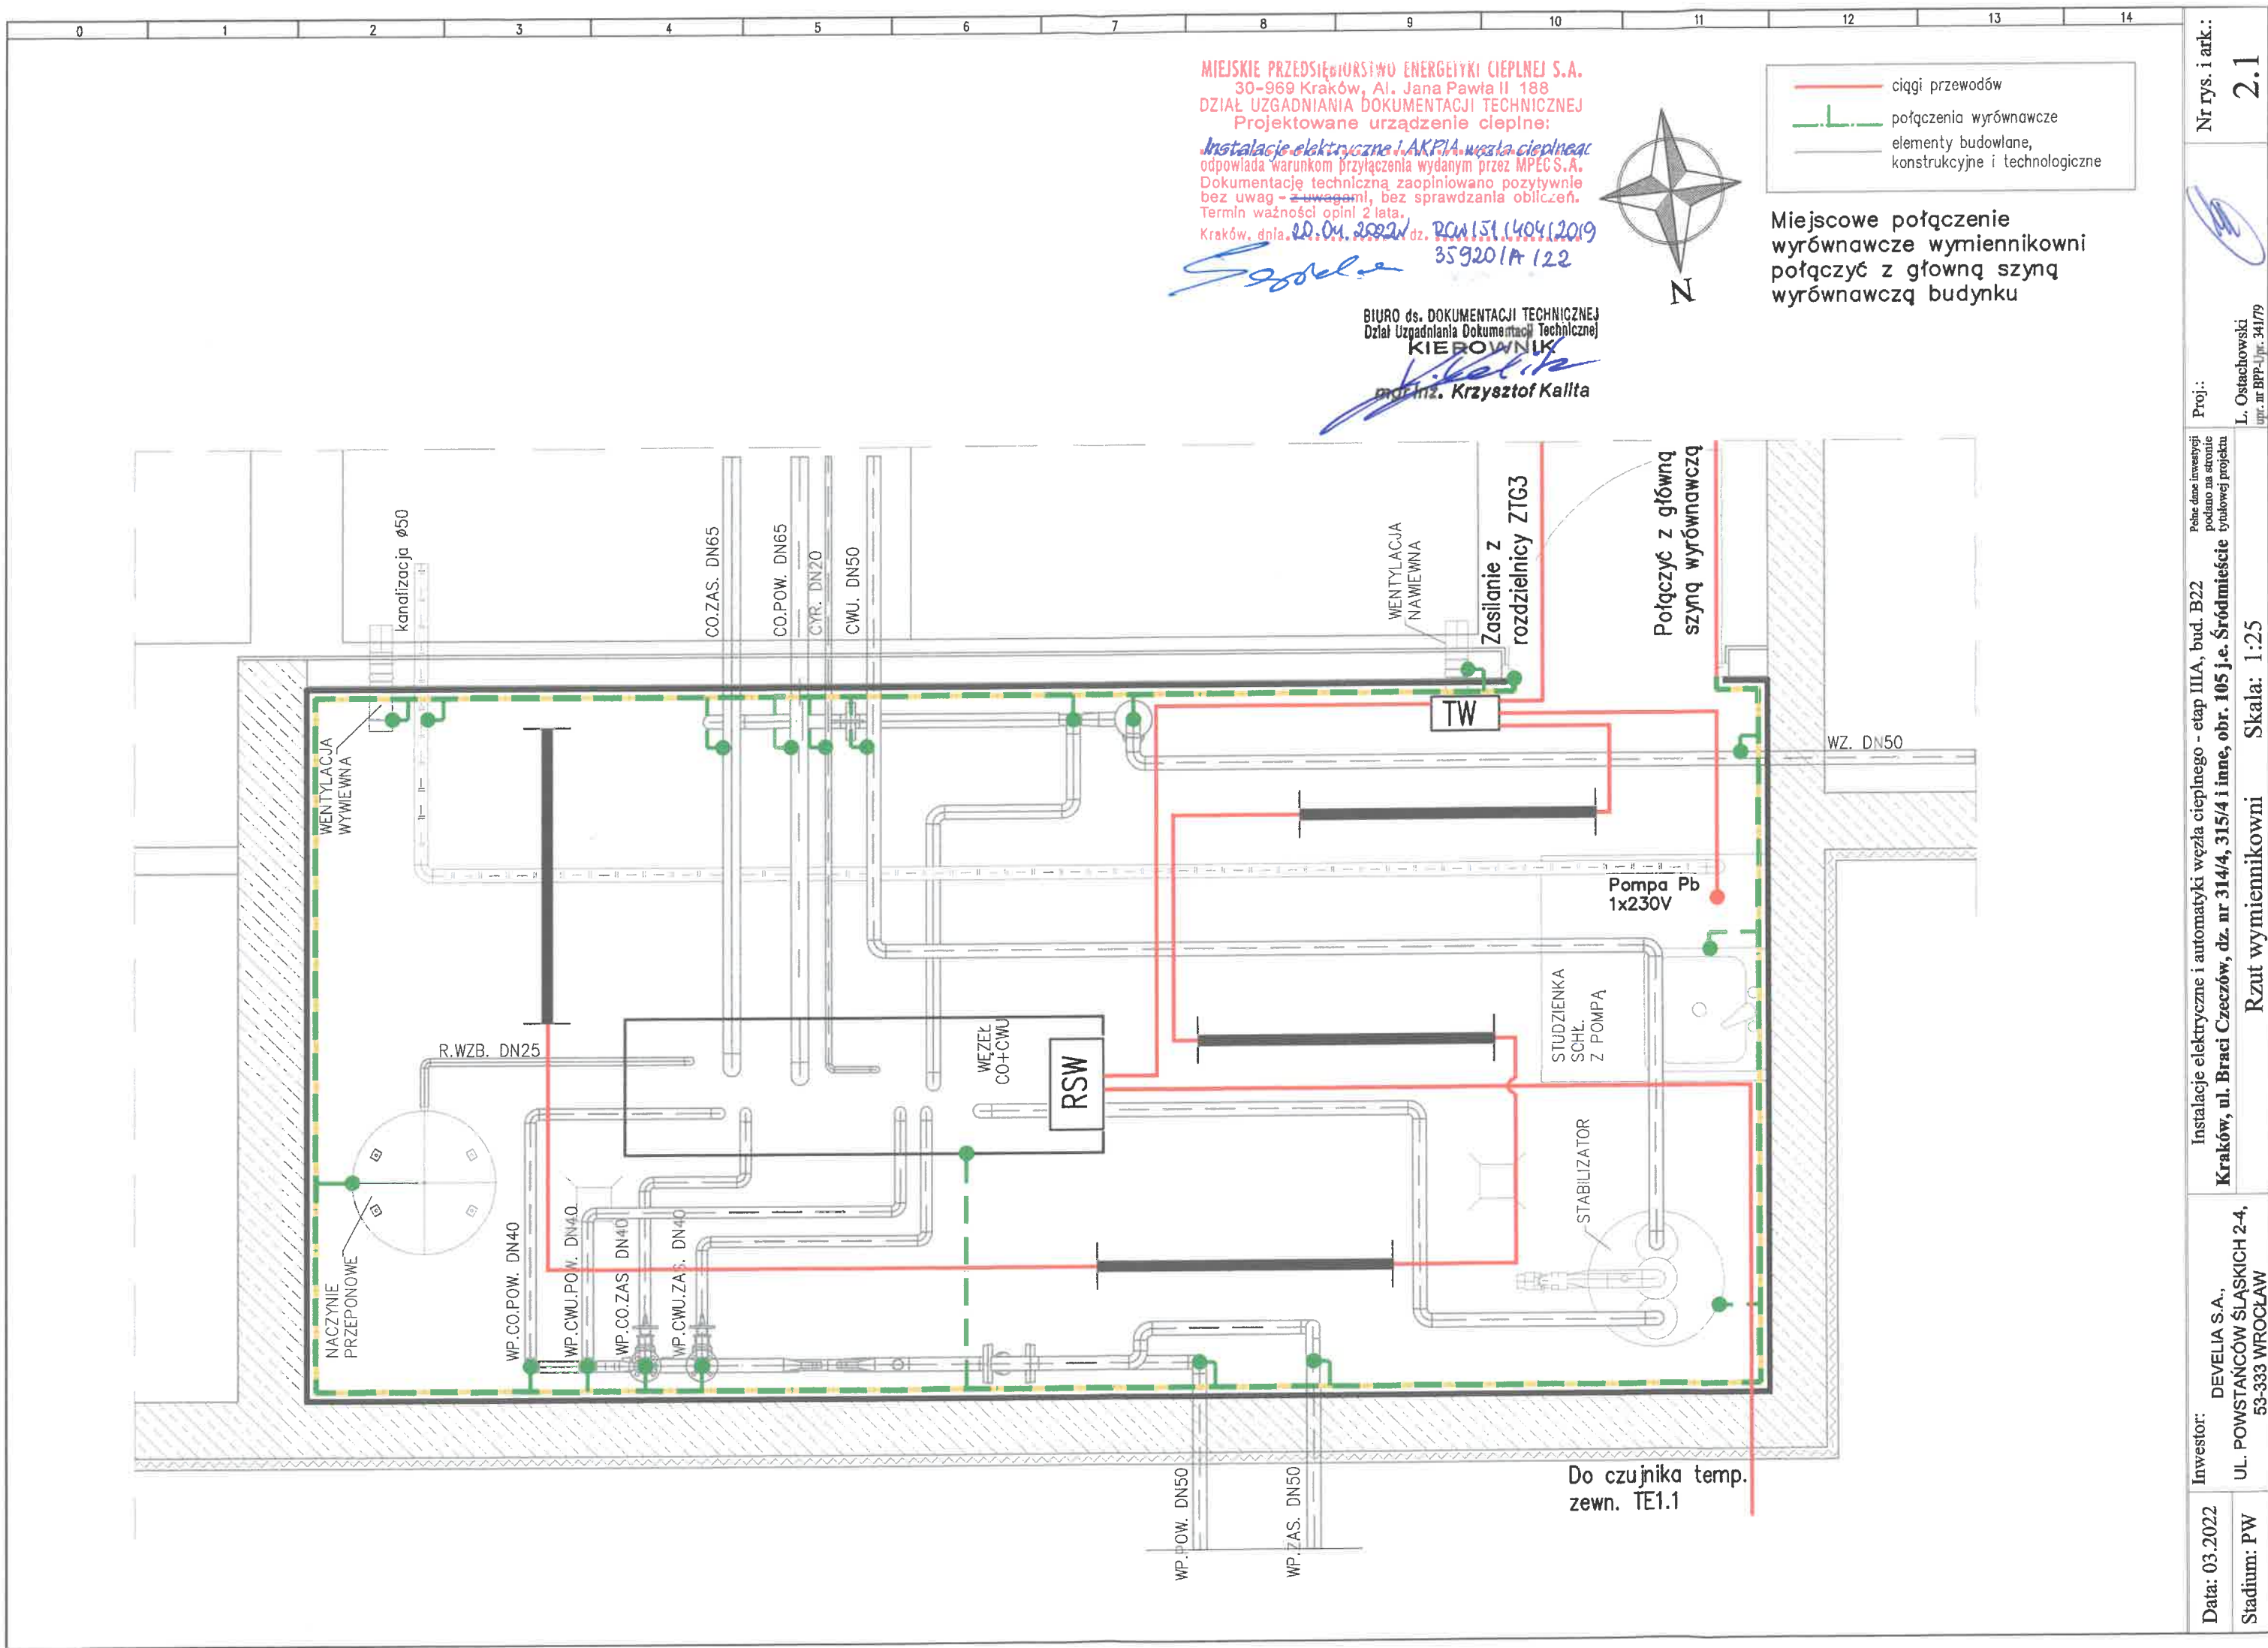 0 1 2 3 4 5 6 7 8 9 10 11 12 13 14
MIEJSKIE PRZEDSIĘBIORSTWO ENERGETYKI CIEPLNEJ S.A.
30-969 Kraków, Al. Jana Pawła II 188
DZIAŁ UZGADNIANIA DOKUMENTACJI TECHNICZNEJ
Projektowane urządzenie cieplne:
Instalacje elektryczne i AKPIA węzła cieplnego
odpowiada warunkom przyłączenia wydanym przez MPEC S.A.
Dokumentację techniczną zaopiniowano pozytywnie
bez uwag - z uwagami, bez sprawdzania obliczeń.
Termin ważności opini 2 lata.
Kraków, dnia 20.04.2022r dz. 
35920/A/22
BIURO ds. DOKUMENTACJI TECHNICZNEJ
Dział Uzgadniania Dokumentacji Technicznej
KIEROWNIK
mgr inż. Krzysztof Kalita
N
ciągi przewodów
połączenia wyrównawcze
elementy budowlane,
konstrukcyjne i technologiczne
Miejscowe połączenie
wyrównawcze wymiennikowni
połączyć z głowną szyną
wyrównawczą budynku
kanalizacja ø50
CO.ZAS. DN65
CO.POW. DN65
CYR. DN20
CWU. DN50
WENTYLACJA
NAWIEWNA
Zasilanie z
rozdzielnicy ZTG3
Połączyć z główną
szyną wyrównawczą
WENTYLACJA
WYWIEWNA
TW
WZ. DN50
Pompa Pb
1x230V
R.WZB. DN25
WĘZEŁ
CO+CWU
RSW
STUDZIENKA
SCHŁ.
Z POMPĄ
STABILIZATOR
NACZYNIE
PRZEPONOWE
WP.CO.POW. DN40
WP.CWU.POW. DN40
WP.CO.ZAS DN40
WP.CWU.ZAS. DN40
WP.POW. DN50
WP.ZAS. DN50
Do czujnika temp.
zewn. TE1.1
Data: 03.2022
Stadium: PW
Inwestor:
DEVELIA S.A.,
UL. POWSTAŃCÓW ŚLĄSKICH 2-4,
53-333 WROCŁAW
Instalacje elektryczne i automatyki węzła cieplnego - etap IIIA, bud. B22
Kraków, ul. Braci Czeczów, dz. nr 314/4, 315/4 i inne, obr. 105 j.e. Śródmieście
Pełne dane inwestycji
podano na stronie
tytułowej projektu
Rzut wymiennikowni Skala: 1:25
Proj.:
L. Ostachowski
upr. nr BPP-Upr. 341/79
Nr rys. i ark.:
2.1